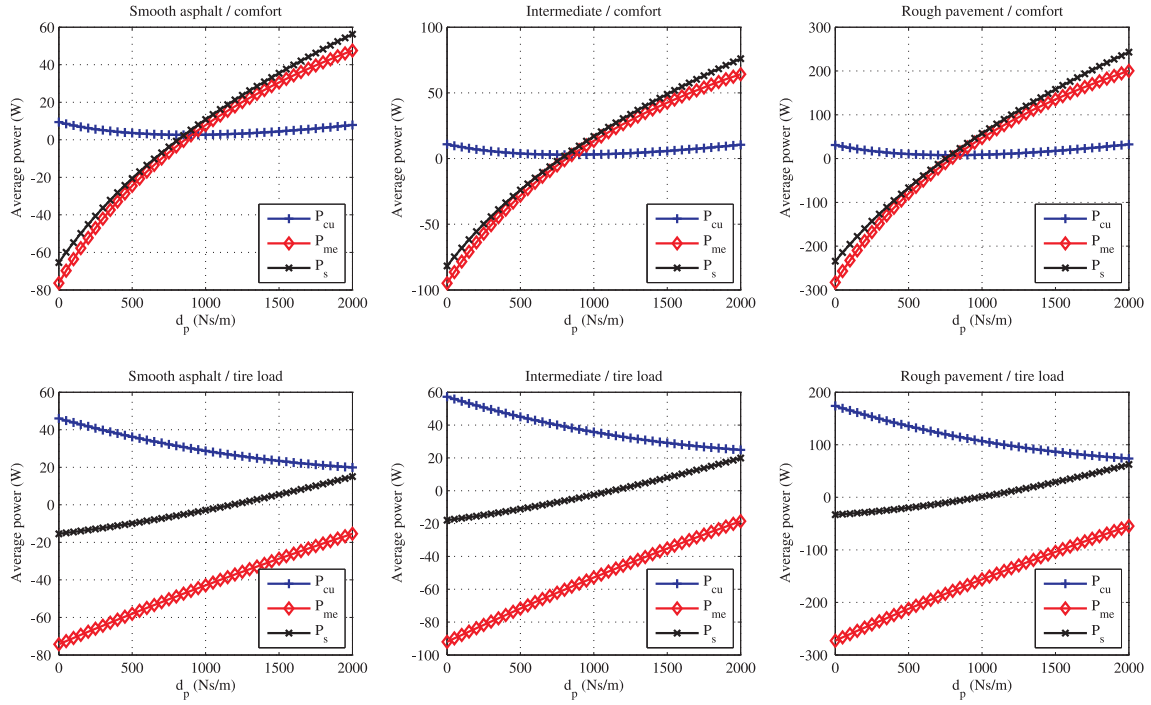 Smooth asphalt / comfort
Average power (W)
60
40
20
0
-20
-40
-60
-80
0
500
1000
1500
2000
d_p (Ns/m)
P_cu
P_me
P_s
Intermediate / comfort
Average power (W)
100
50
0
-50
-100
0
500
1000
1500
2000
d_p (Ns/m)
P_cu
P_me
P_s
Rough pavement / comfort
Average power (W)
300
200
100
0
-100
-200
-300
0
500
1000
1500
2000
d_p (Ns/m)
P_cu
P_me
P_s
Smooth asphalt / tire load
Average power (W)
60
40
20
0
-20
-40
-60
-80
0
500
1000
1500
2000
d_p (Ns/m)
P_cu
P_me
P_s
Intermediate / tire load
Average power (W)
60
40
20
0
-20
-40
-60
-80
-100
0
500
1000
1500
2000
d_p (Ns/m)
P_cu
P_me
P_s
Rough pavement / tire load
Average power (W)
200
100
0
-100
-200
-300
0
500
1000
1500
2000
d_p (Ns/m)
P_cu
P_me
P_s